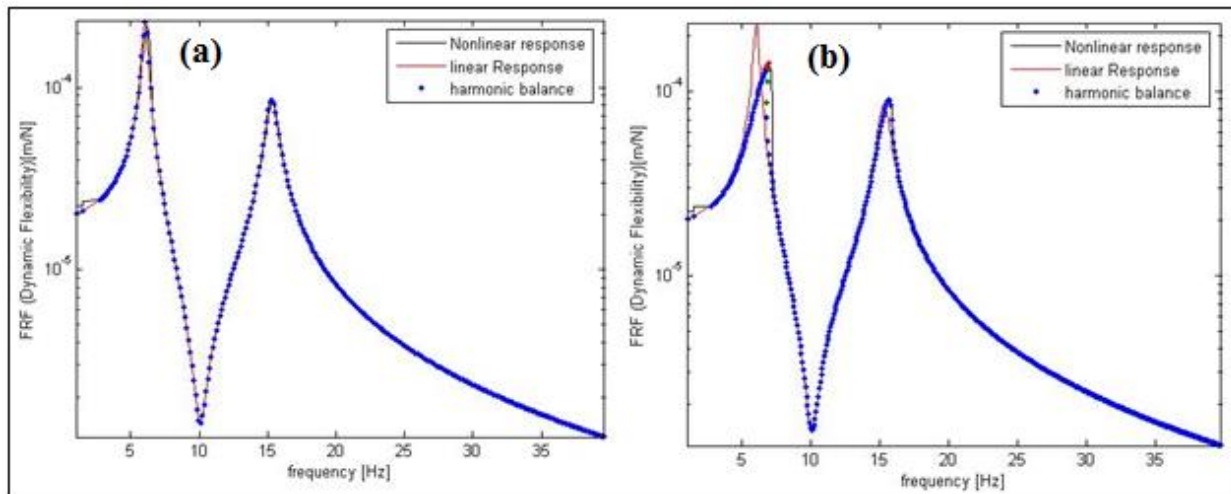 (a)
Nonlinear response
linear Response
harmonic balance
FRF (Dynamic Flexibility)[m/N]
10-4
10-5
5 10 15 20 25 30 35
frequency [Hz]
(b)
Nonlinear response
linear Response
harmonic balance
FRF (Dynamic Flexibility)[m/N]
10-4
10-5
5 10 15 20 25 30 35
frequency [Hz]